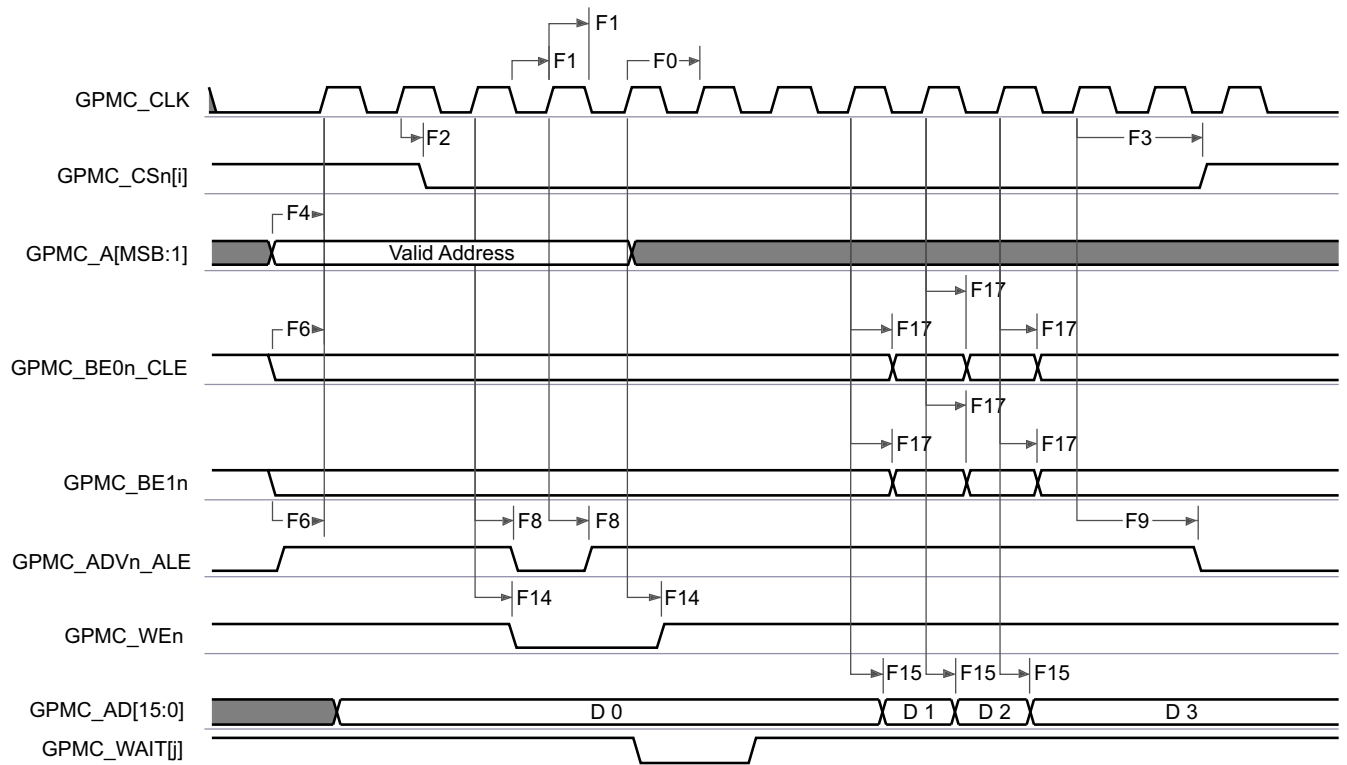 F1
F1
F0
GPMC_CLK
F2
F3
GPMC_CSn[i]
F4
GPMC_A[MSB:1]
Valid Address
F17
F6
F17
F17
GPMC_BE0n_CLE
F17
F17
F17
GPMC_BE1n
F6
F8
F8
F9
GPMC_ADVn_ALE
F14
F14
GPMC_WEn
F15
F15
F15
GPMC_AD[15:0]
D 0
D 1
D 2
D 3
GPMC_WAIT[j]